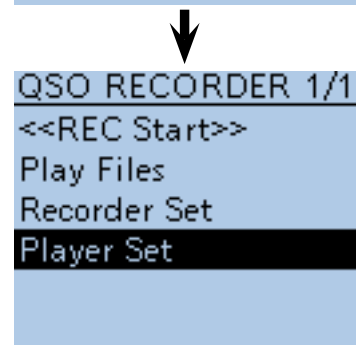 QSO RECORDER 1/1
<<REC Start>>
Play Files
Recorder Set
Player Set